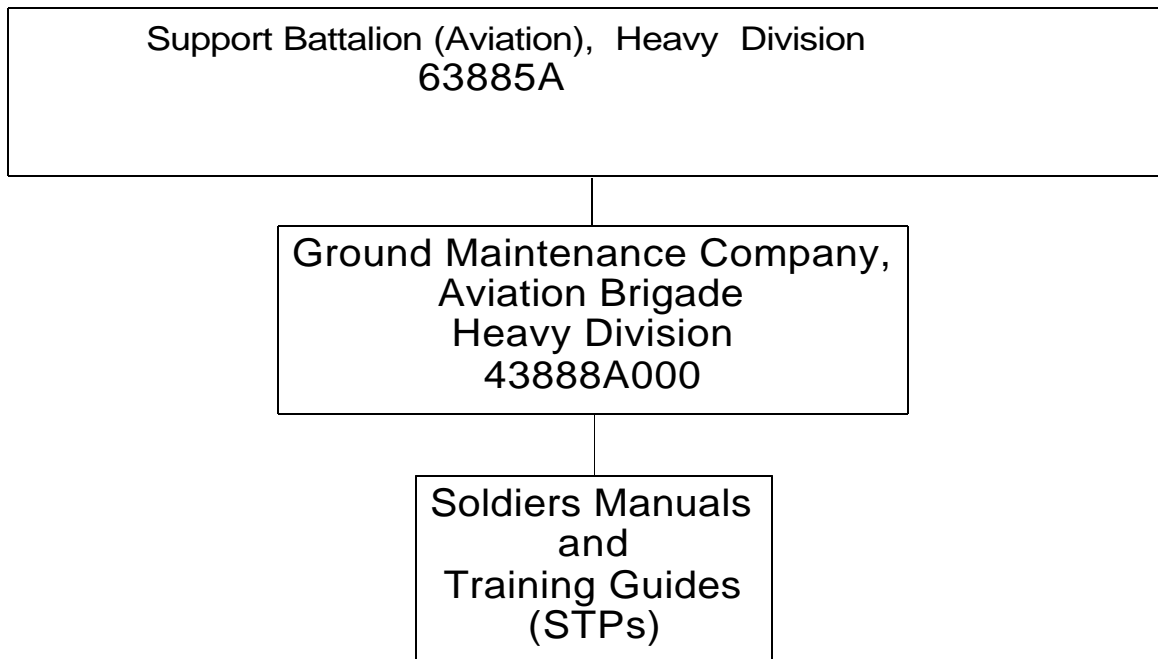 Support Battalion (Aviation), Heavy Division
63885A
Ground Maintenance Company,
Aviation Brigade
Heavy Division
43888A000
Soldiers Manuals
and
Training Guides
(STPs)